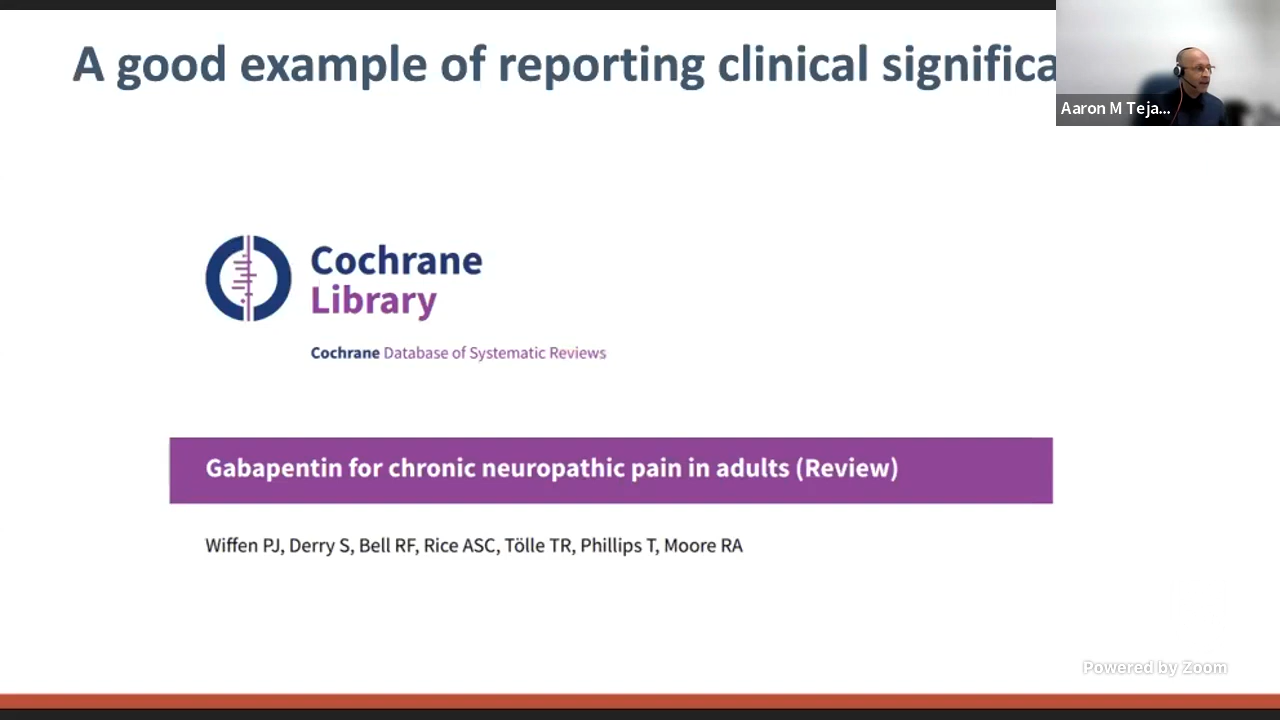 A good example of reporting clinical significa
Aaron M Teja...
Cochrane
Library
Cochrane Database of Systematic Reviews
Gabapentin for chronic neuropathic pain in adults (Review)
Wiffen PJ, Derry S, Bell RF, Rice ASC, Tölle TR, Phillips T, Moore RA
Powered by Zoom